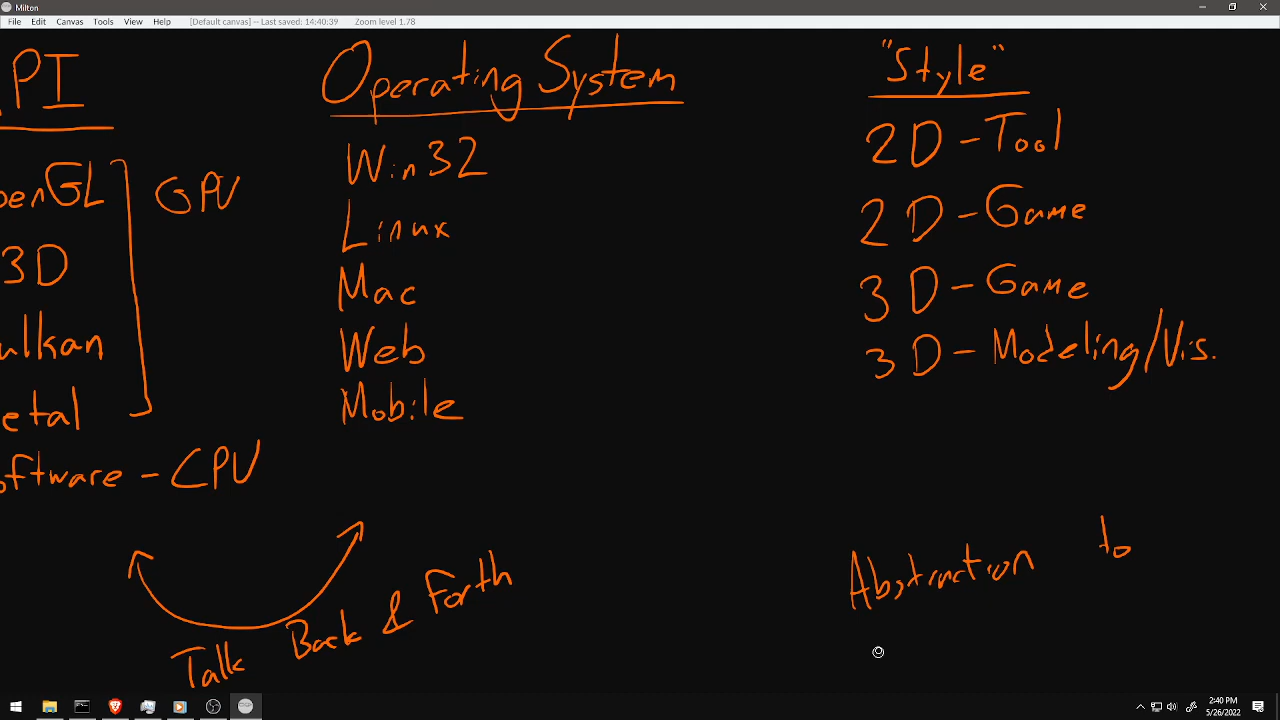 Milton
File Edit Canvas Tools View Help [Default canvas] -- Last saved: 14:40:39 Zoom level 1.78
PI
penGL
GPU
3D
ulkan
etal
oftware - CPU
Operating System
Win32
Linux
Mac
Web
Mobile
Talk Back & Forth
"Style"
2D - Tool
2D - Game
3D - Game
3D - Modeling/Vis.
Abstraction to
2:40 PM
5/26/2022